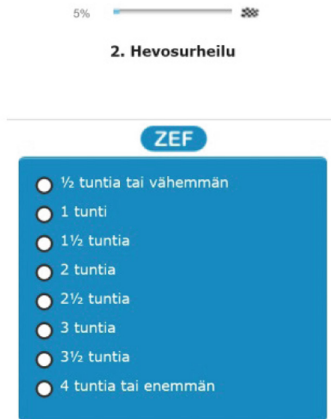 5%
2. Hevosurheilu
ZEF
½ tuntia tai vähemmän
1 tunti
1½ tuntia
2 tuntia
2½ tuntia
3 tuntia
3½ tuntia
4 tuntia tai enemmän